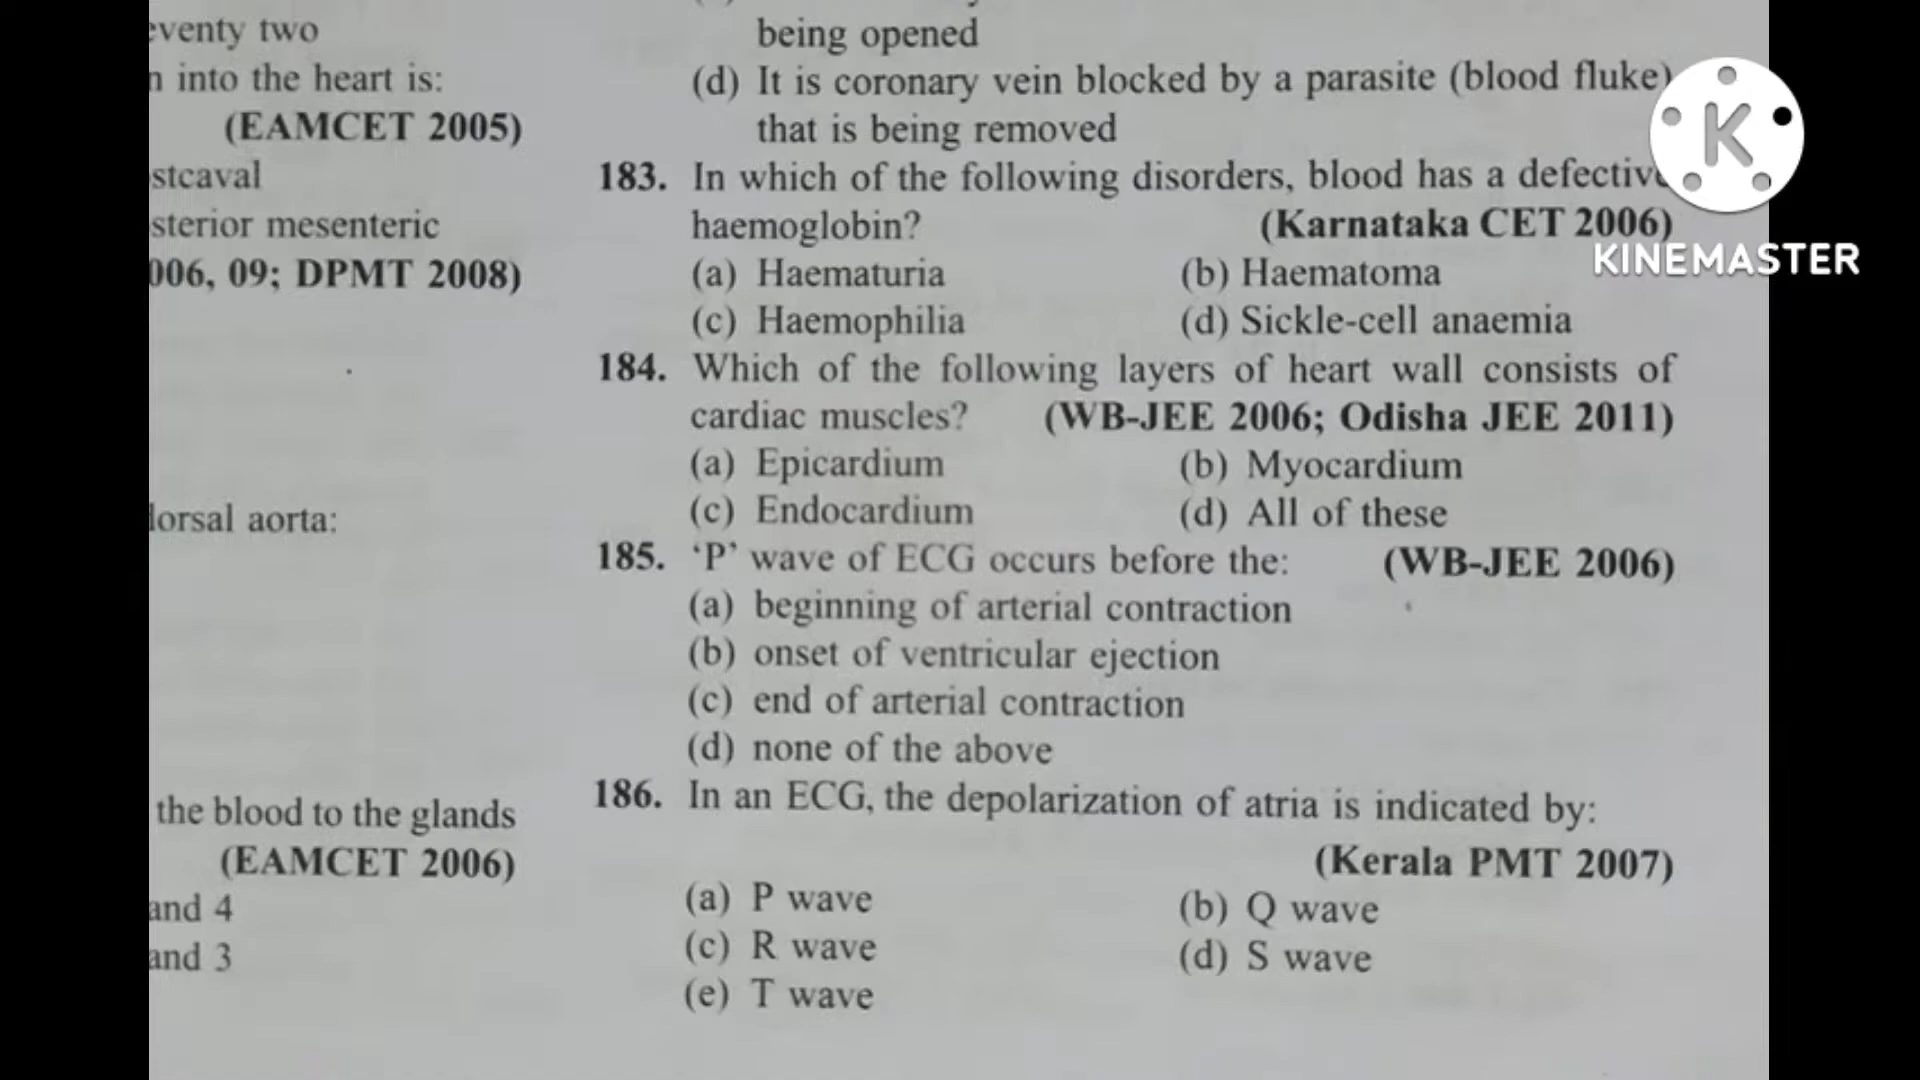 eventy two
n into the heart is:
(EAMCET 2005)
stcaval
sterior mesenteric
006, 09; DPMT 2008)
dorsal aorta:
the blood to the glands
(EAMCET 2006)
and 4
and 3
being opened
(d) It is coronary vein blocked by a parasite (blood fluke)
that is being removed
183. In which of the following disorders, blood has a defective
haemoglobin? (Karnataka CET 2006)
(a) Haematuria (b) Haematoma
(c) Haemophilia (d) Sickle-cell anaemia
184. Which of the following layers of heart wall consists of
cardiac muscles? (WB-JEE 2006; Odisha JEE 2011)
(a) Epicardium (b) Myocardium
(c) Endocardium (d) All of these
185. ‘P’ wave of ECG occurs before the: (WB-JEE 2006)
(a) beginning of arterial contraction
(b) onset of ventricular ejection
(c) end of arterial contraction
(d) none of the above
186. In an ECG, the depolarization of atria is indicated by:
(Kerala PMT 2007)
(a) P wave (b) Q wave
(c) R wave (d) S wave
(e) T wave
K
KINEMASTER